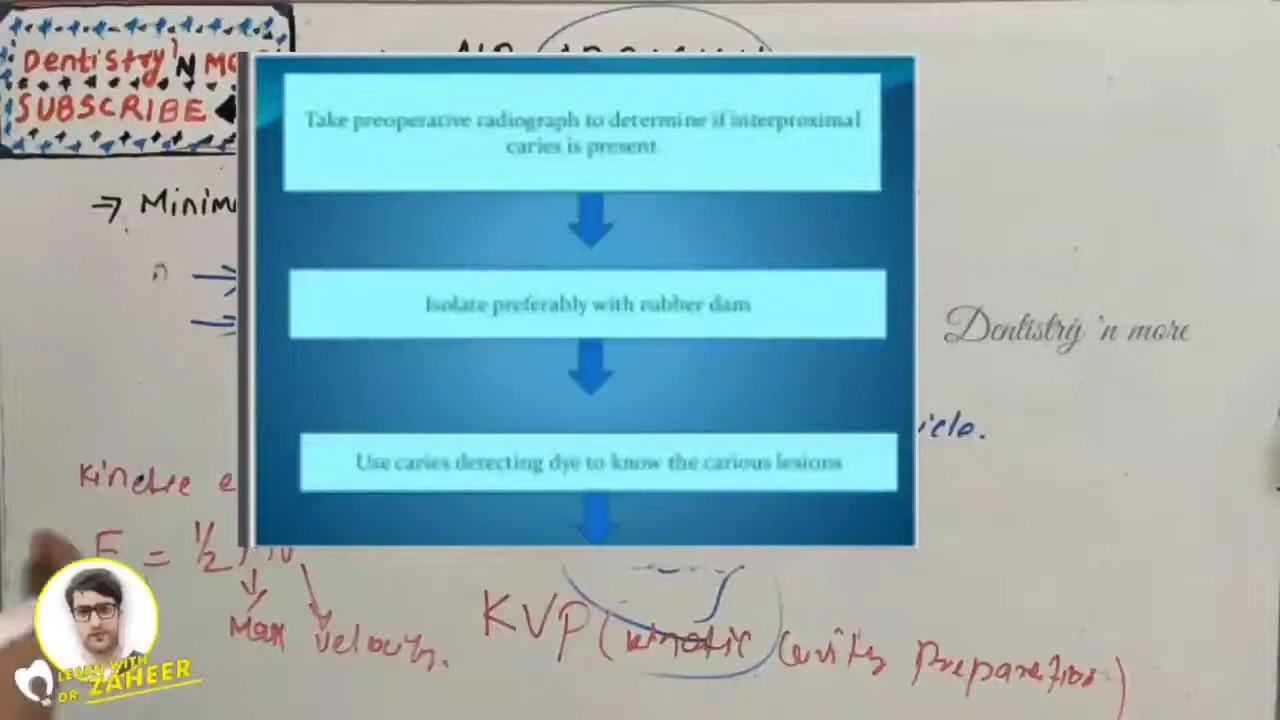 Dentistry 'N MO
SUBSCRIBE
→ Minim
Take preoperative radiograph to determine if interproximal
caries is present
Isolate preferably with rubber dam
Use caries detecting dye to know the carious lesions
Dentistry 'n more
icle.
Kinetic e
E = 1/2 m v
velocity.
KVP (kinetic cavity Preparation)
LEARN WITH
DR. ZAHEER